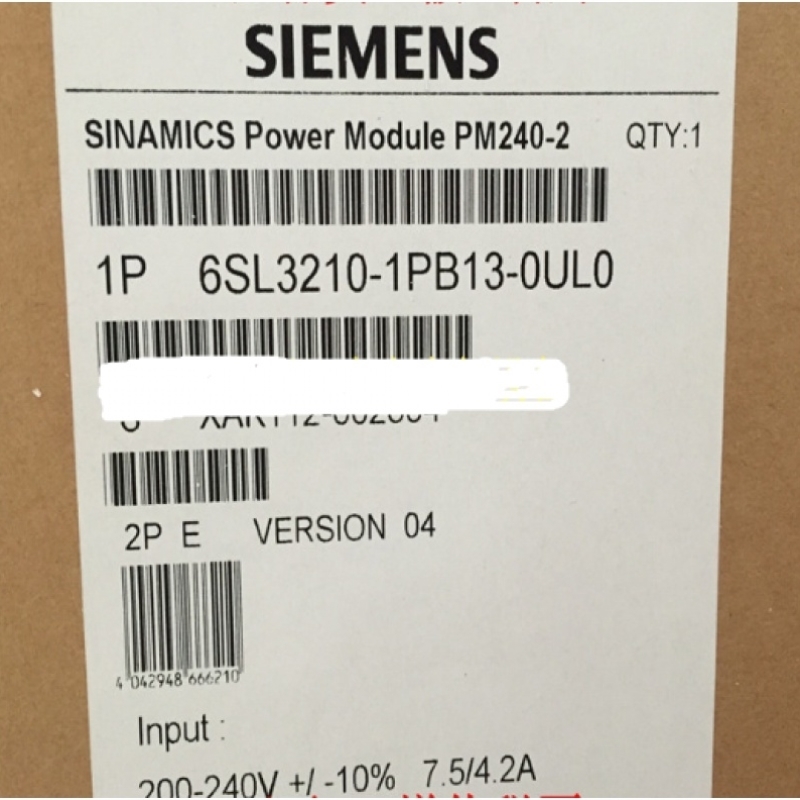 SIEMENS
SINAMICS Power Module PM240-2 QTY:1
1P 6SL3210-1PB13-0UL0
2P E VERSION 04
4 042948 666210
Input :
200-240V +/-10% 7.5/4.2A